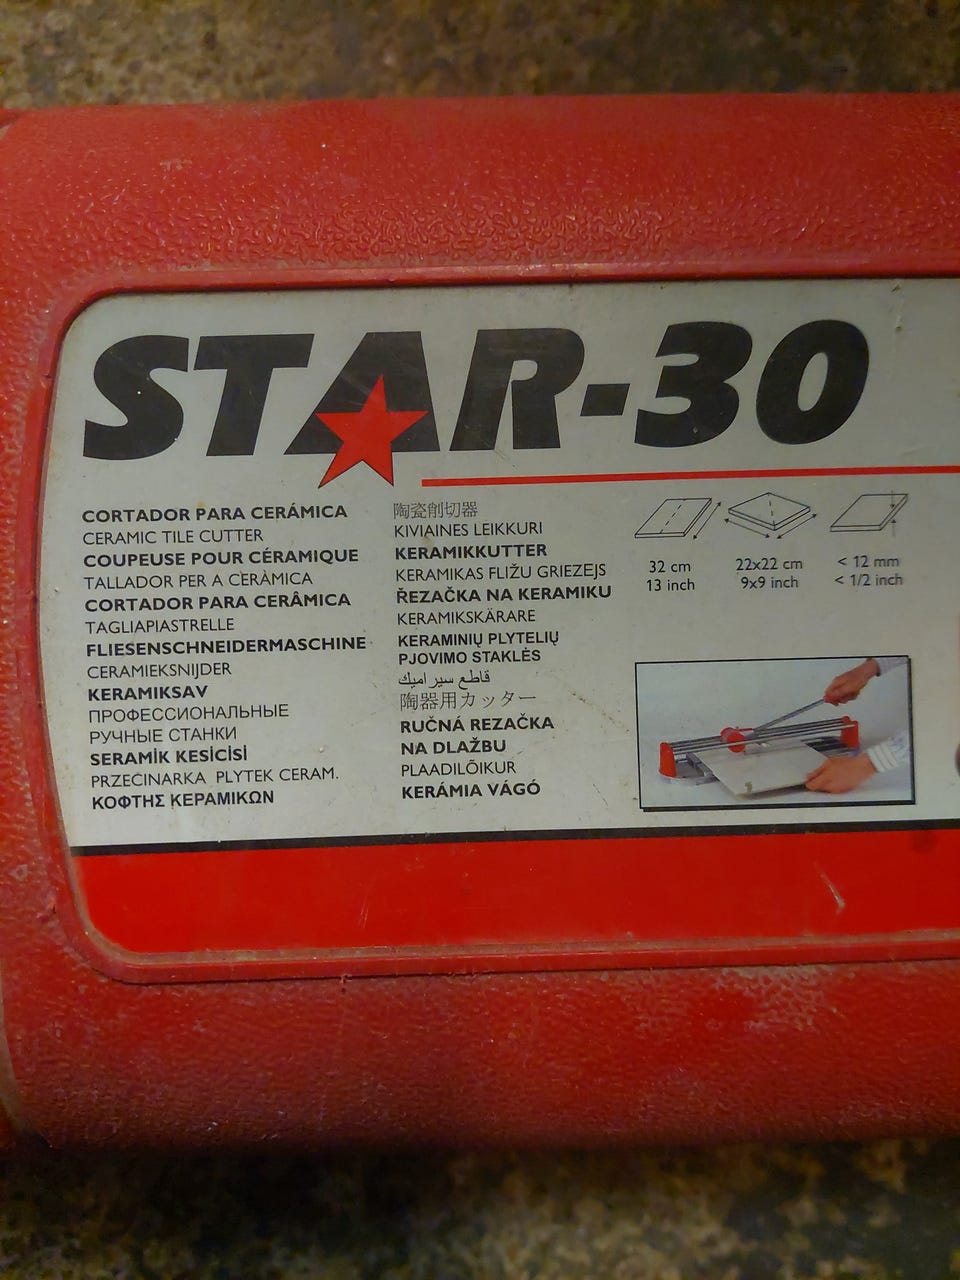 STAR-30
CORTADOR PARA CERÁMICA
CERAMIC TILE CUTTER
COUPEUSE POUR CÉRAMIQUE
TALLADOR PER A CERÀMICA
CORTADOR PARA CERÂMICA
TAGLIAPIASTRELLE
FLIESENSCHNEIDERMASCHINE
CERAMIEKSNIJDER
KERAMIKSAV
ПРОФЕССИОНАЛЬНЫЕ
РУЧНЫЕ СТАНКИ
SERAMİK KESİCİSİ
PRZECINARKA PLYTEK CERAM.
ΚΟΦΤΗΣ ΚΕΡΑΜΙΚΩΝ
陶瓷削切器
KIVIAINES LEIKKURI
KERAMIKKUTTER
KERAMIKAS FLIŽU GRIEZEJS
ŘEZAČKA NA KERAMIKU
KERAMIKSKÄRARE
KERAMINIŲ PLYTELIŲ
PJOVIMO STAKLĖS
قاطع سيراميك
陶器用カッター
RUČNÁ REZAČKA
NA DLAŽBU
PLAADILÕIKUR
KERÁMIA VÁGÓ
32 cm
13 inch
22x22 cm
9x9 inch
< 12 mm
< 1/2 inch